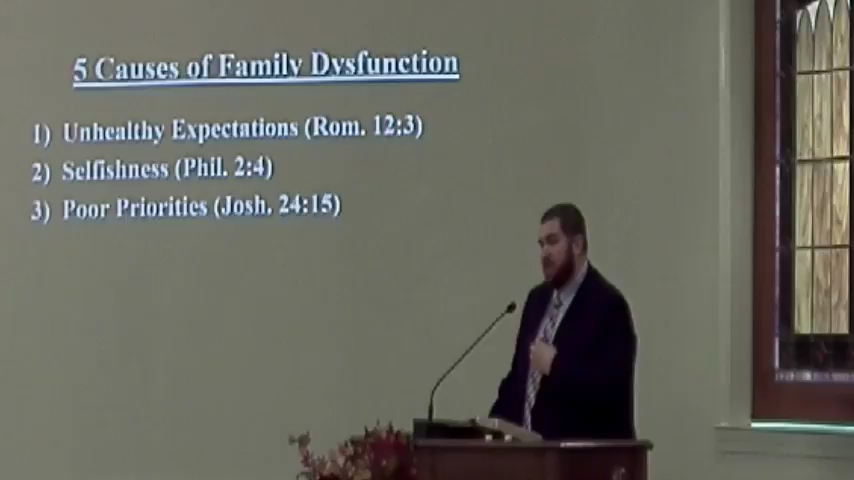 5 Causes of Family Dysfunction
1) Unhealthy Expectations (Rom. 12:3)
2) Selfishness (Phil. 2:4)
3) Poor Priorities (Josh. 24:15)